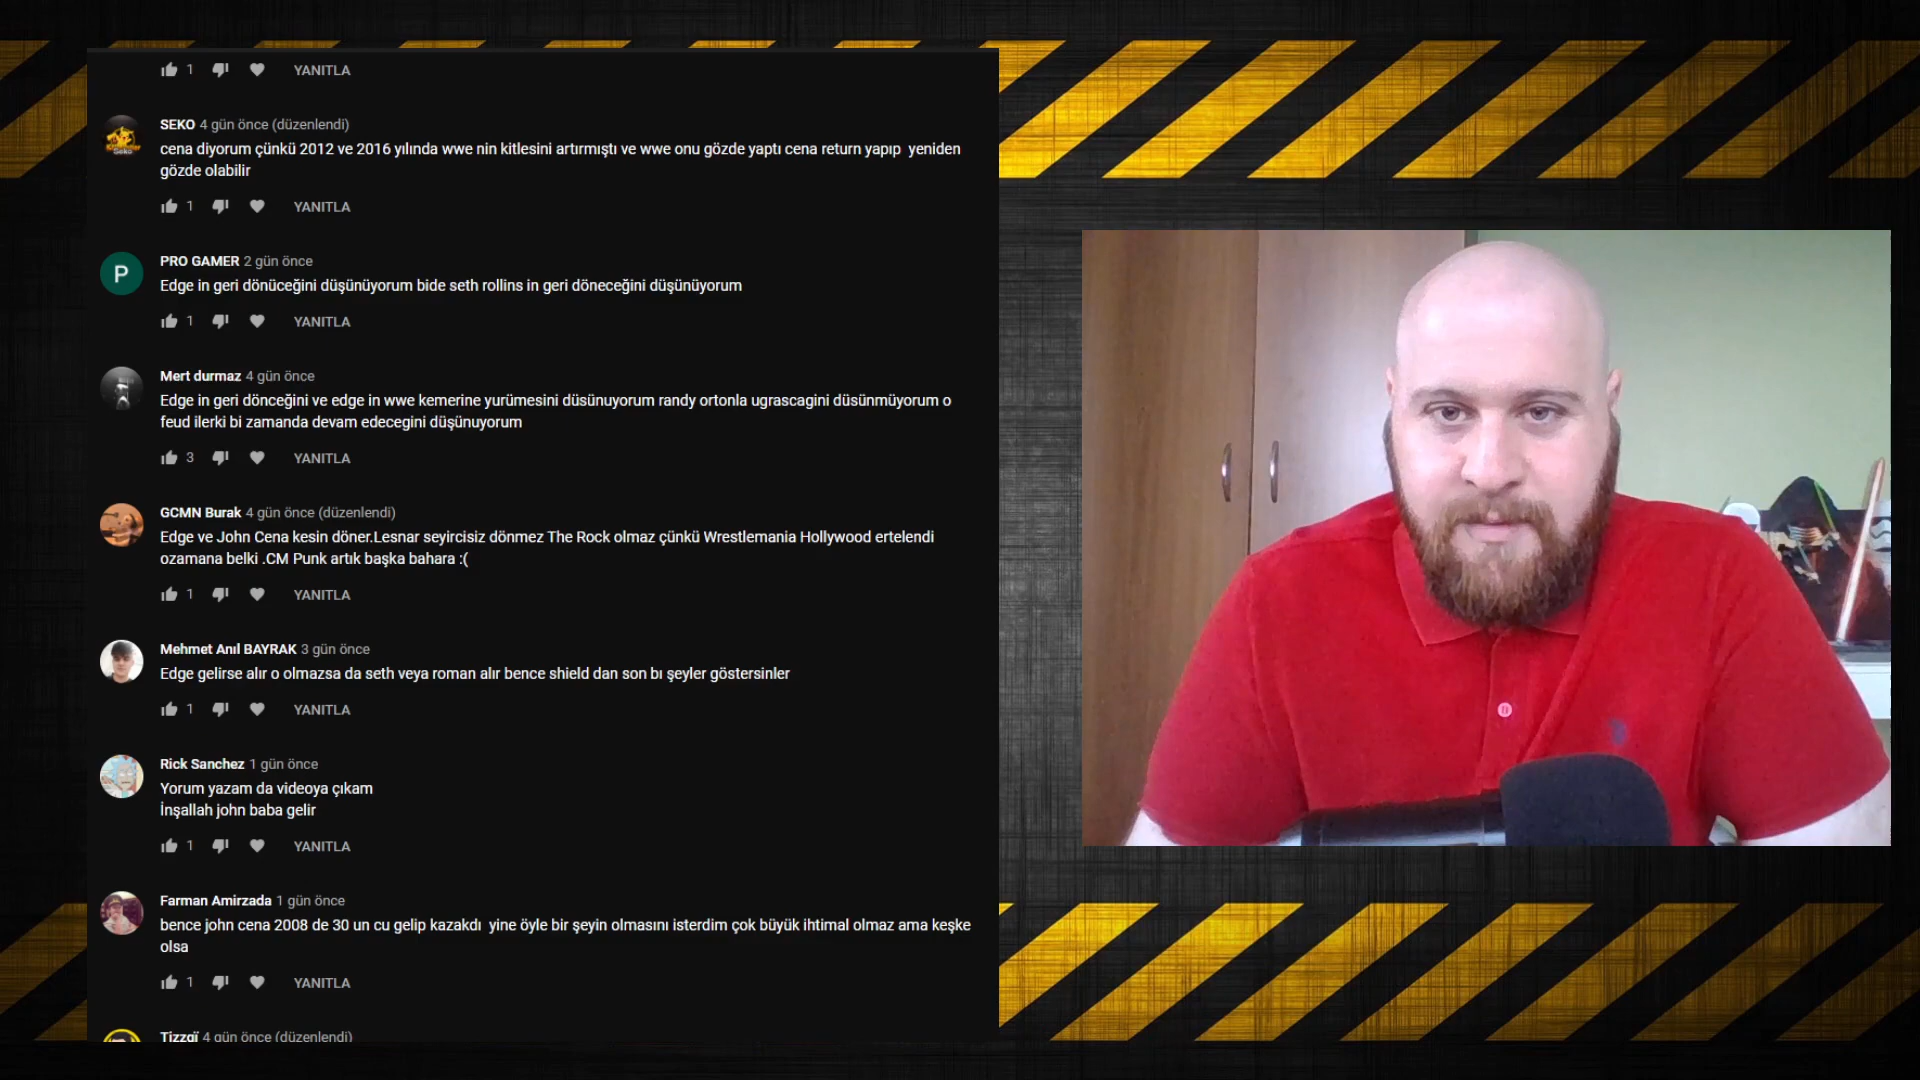 1 YANITLA
SEKO 4 gün önce (düzenlendi)
cena diyorum çünkü 2012 ve 2016 yılında wwe nin kitlesini artırmıştı ve wwe onu gözde yaptı cena return yapıp yeniden
gözde olabilir
1 YANITLA
P
PRO GAMER 2 gün önce
Edge in geri dönüceğini düşünüyorum bide seth rollins in geri döneceğini düşünüyorum
1 YANITLA
Mert durmaz 4 gün önce
Edge in geri dönceğini ve edge in wwe kemerine yurümesini düsünuyorum randy ortonla ugrascagini düsünmüyorum o
feud ilerki bi zamanda devam edecegini düşünuyorum
3 YANITLA
GCMN Burak 4 gün önce (düzenlendi)
Edge ve John Cena kesin döner.Lesnar seyircisiz dönmez The Rock olmaz çünkü Wrestlemania Hollywood ertelendi
ozamana belki .CM Punk artık başka bahara :(
1 YANITLA
Mehmet Anıl BAYRAK 3 gün önce
Edge gelirse alır o olmazsa da seth veya roman alır bence shield dan son bı şeyler göstersinler
1 YANITLA
Rick Sanchez 1 gün önce
Yorum yazam da videoya çıkam
İnşallah john baba gelir
1 YANITLA
Farman Amirzada 1 gün önce
bence john cena 2008 de 30 un cu gelip kazakdı yine öyle bir şeyin olmasını isterdim çok büyük ihtimal olmaz ama keşke
olsa
1 YANITLA
Tizzgï 4 gün önce (düzenlendi)